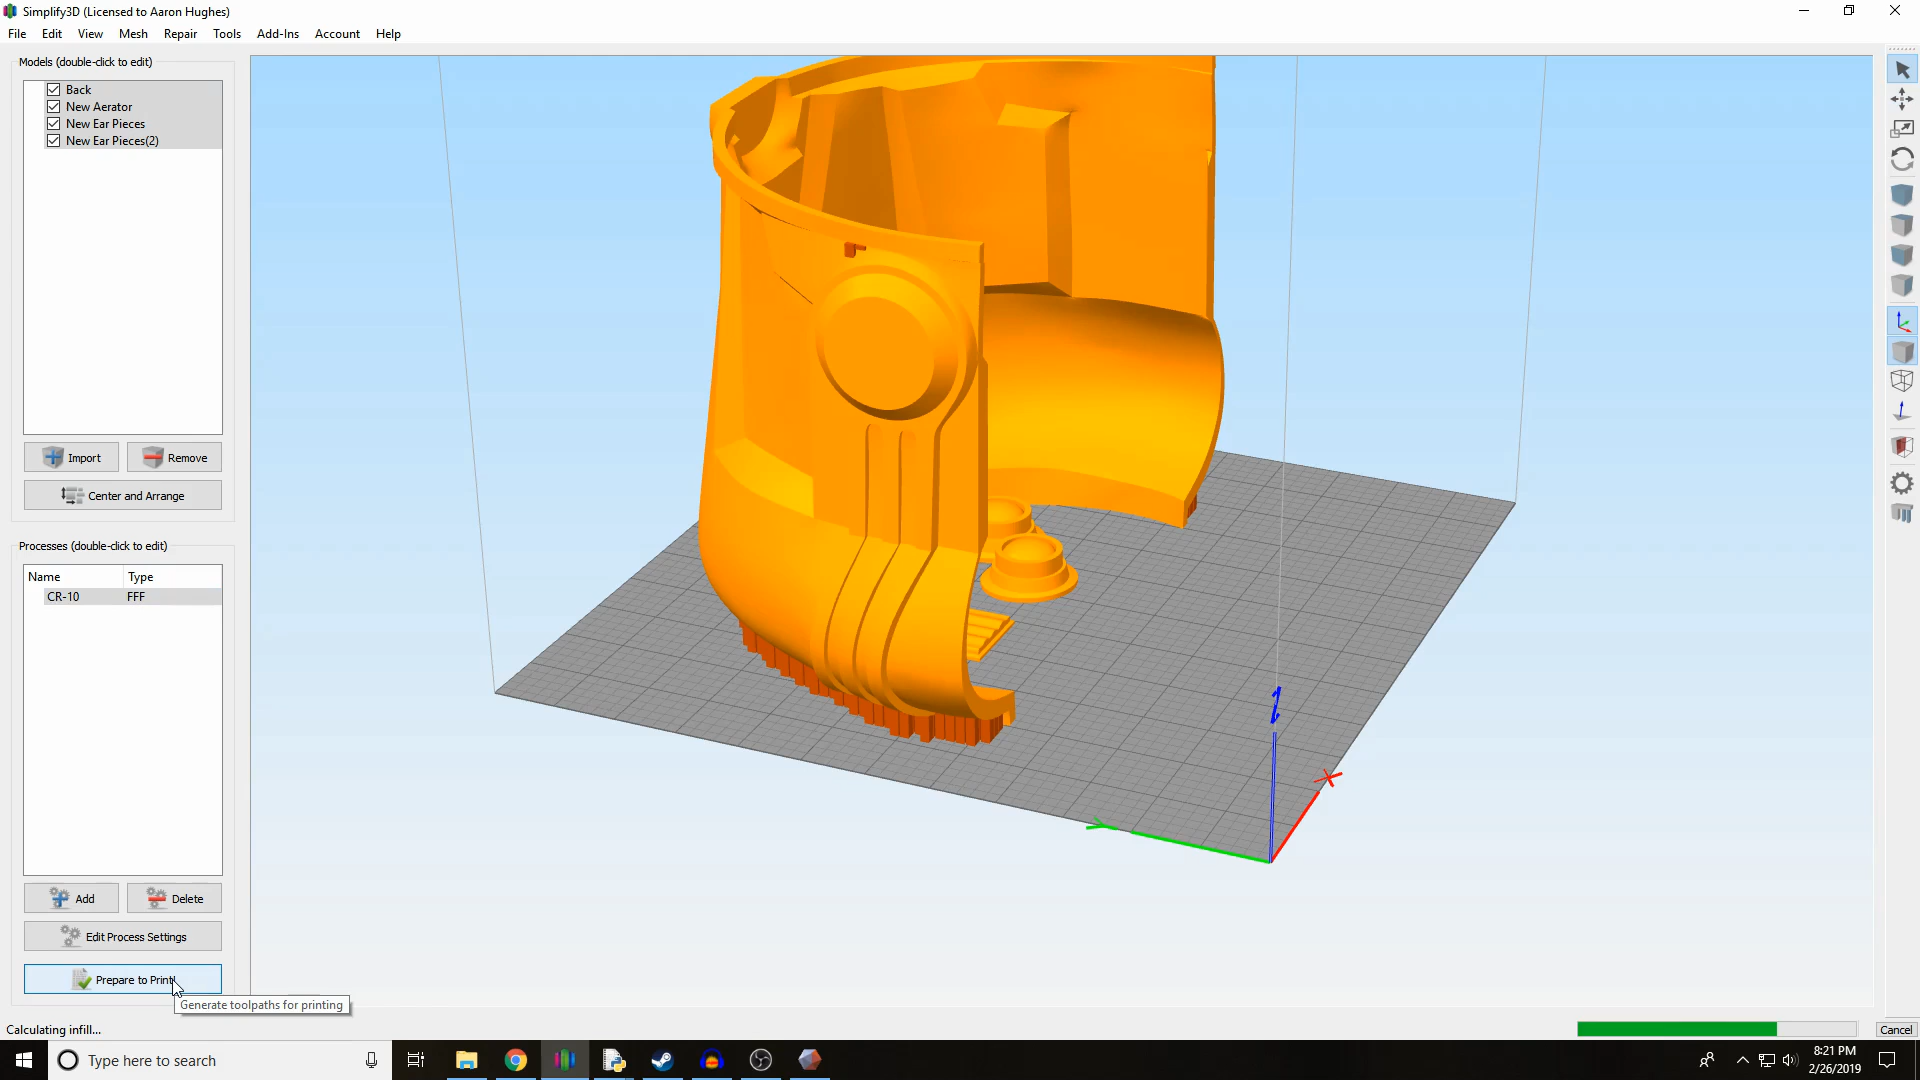 Simplify3D (Licensed to Aaron Hughes)
File Edit View Mesh Repair Tools Add-Ins Account Help
Models (double-click to edit)
Back
New Aerator
New Ear Pieces
New Ear Pieces(2)
Import Remove
Center and Arrange
Processes (double-click to edit)
Name Type
CR-10 FFF
Add Delete
Edit Process Settings
Prepare to Print!
Generate toolpaths for printing
Calculating infill...
Cancel
Type here to search
8:21 PM
2/26/2019